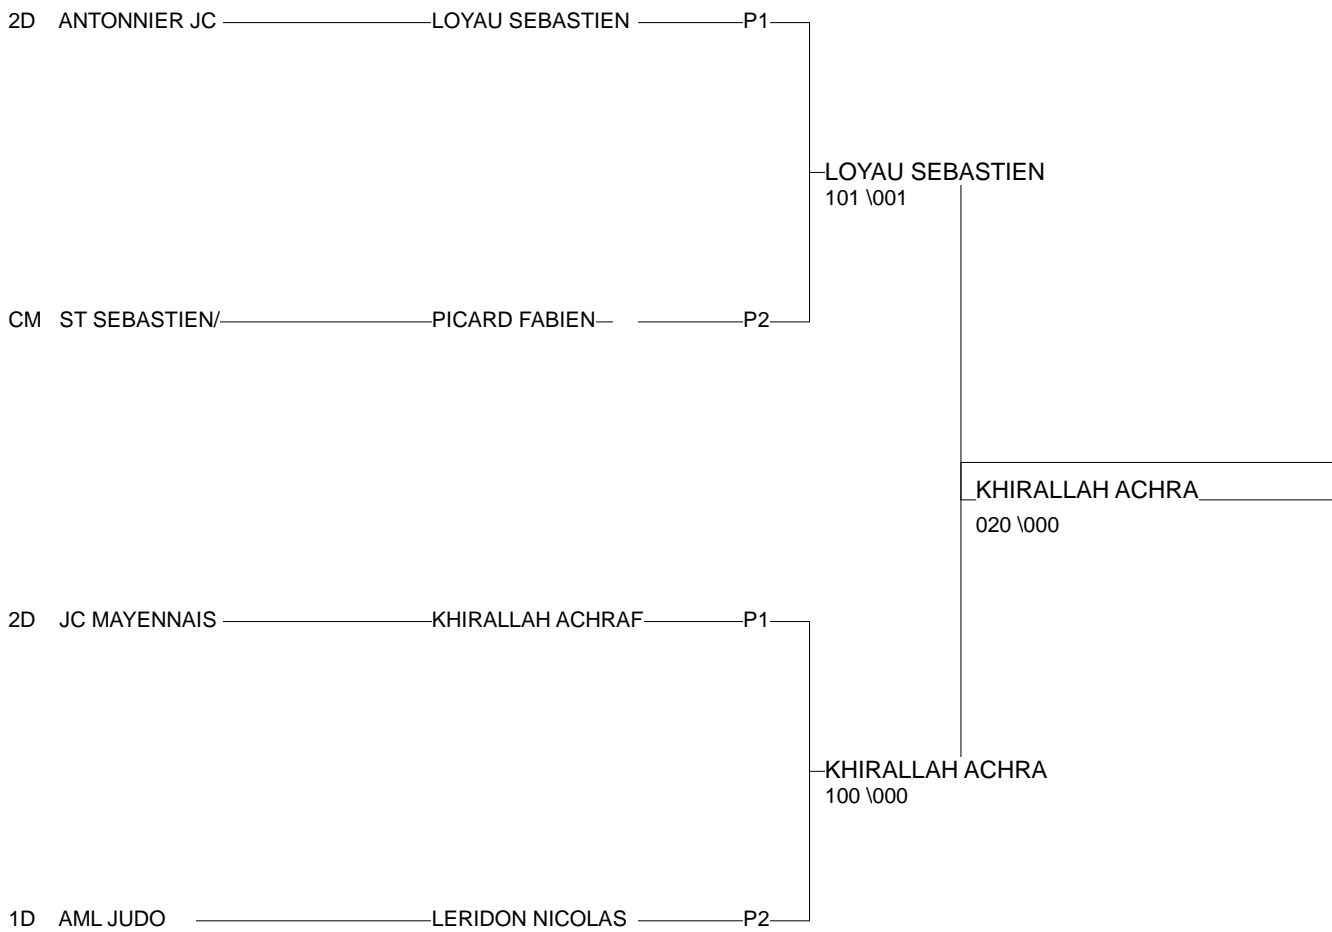 2D ANTONNIER JC LOYAU SEBASTIEN P1
LOYAU SEBASTIEN
101 \001
CM ST SEBASTIEN/ PICARD FABIEN P2
KHIRALLAH ACHRA
020 \000
2D JC MAYENNAIS KHIRALLAH ACHRAF P1
KHIRALLAH ACHRA
100 \000
1D AML JUDO LERIDON NICOLAS P2